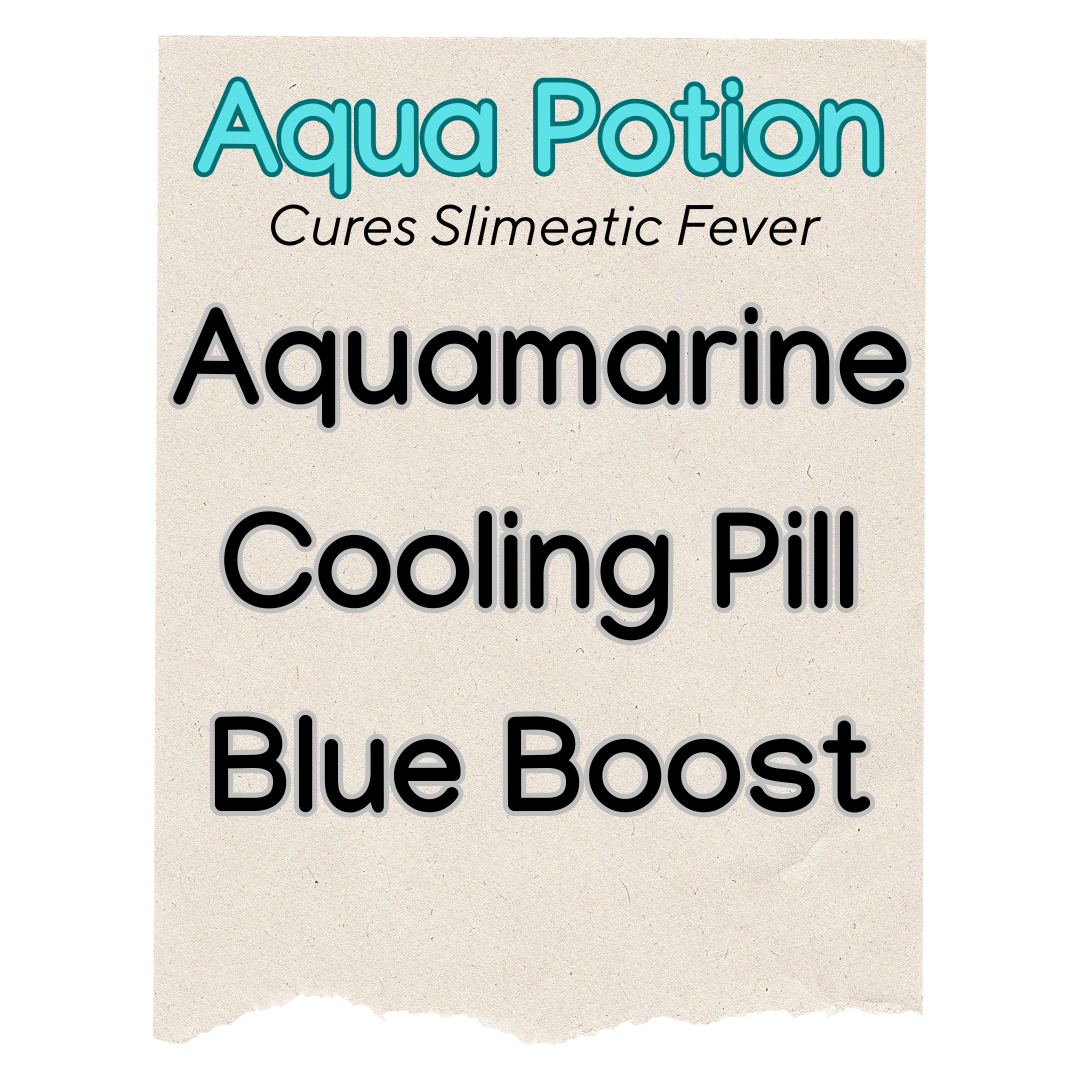 Aqua Potion
Cures Slimeatic Fever
Aquamarine
Cooling Pill
Blue Boost